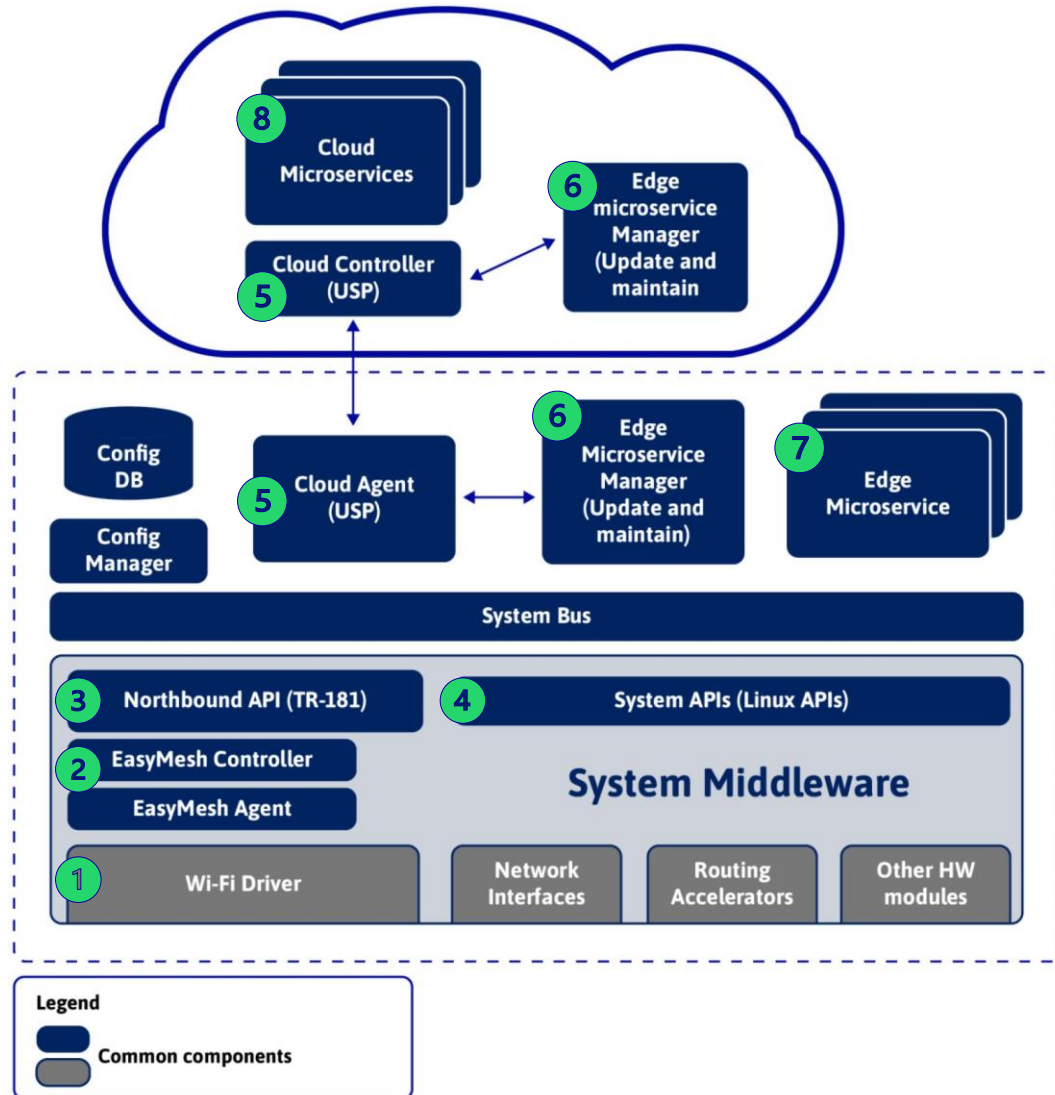 8
Cloud
Microservices
6
Edge
microservice
Manager
(Update and
maintain
5
Cloud Controller
(USP)
Config
DB
Config
Manager
5
Cloud Agent
(USP)
6
Edge
Microservice
Manager
(Update and
maintain)
7
Edge
Microservice
System Bus
3
Northbound API (TR-181)
4
System APIs (Linux APIs)
2
EasyMesh Controller
EasyMesh Agent
System Middleware
1
Wi-Fi Driver
Network
Interfaces
Routing
Accelerators
Other HW
modules
Legend
Common components